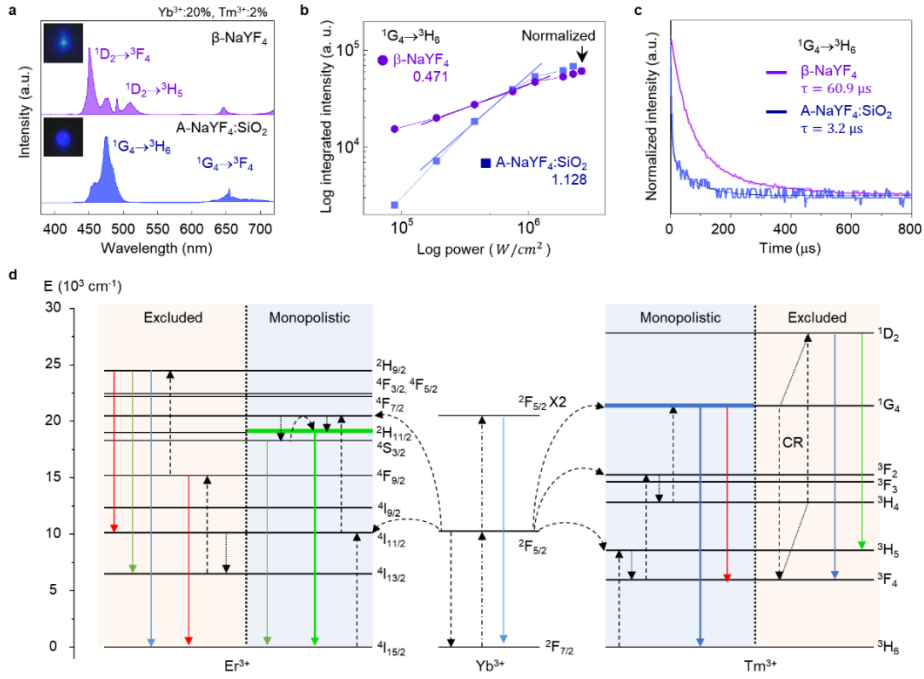 a
Yb³⁺:20%, Tm³⁺:2%
β-NaYF₄
¹D₂→³F₄
¹D₂→³H₅
A-NaYF₄:SiO₂
¹G₄→³H₆
¹G₄→³F₄
Intensity (a.u.)
400 450 500 550 600 650 700
Wavelength (nm)
b
¹G₄→³H₆
Normalized
β-NaYF₄
0.471
A-NaYF₄:SiO₂
1.128
Log integrated intensity (a. u.)
10⁵
10⁴
10⁵ 10⁶
Log power (W/cm²)
c
¹G₄→³H₆
β-NaYF₄
τ = 60.9 µs
A-NaYF₄:SiO₂
τ = 3.2 µs
Normalized intensity (a.u.)
0 200 400 600 800
Time (µs)
d
E (10³ cm⁻¹)
30
25
20
15
10
5
0
Excluded
Monopolistic
²H₉/₂
⁴F₃/₂, ⁴F₅/₂
⁴F₇/₂
²H₁₁/₂
⁴S₃/₂
⁴F₉/₂
⁴I₉/₂
⁴I₁₁/₂
⁴I₁₃/₂
⁴I₁₅/₂
Er³⁺
²F₅/₂ X2
²F₅/₂
²F₇/₂
Yb³⁺
Monopolistic
Excluded
CR
¹D₂
¹G₄
³F₂
³F₃
³H₄
³H₅
³F₄
³H₆
Tm³⁺